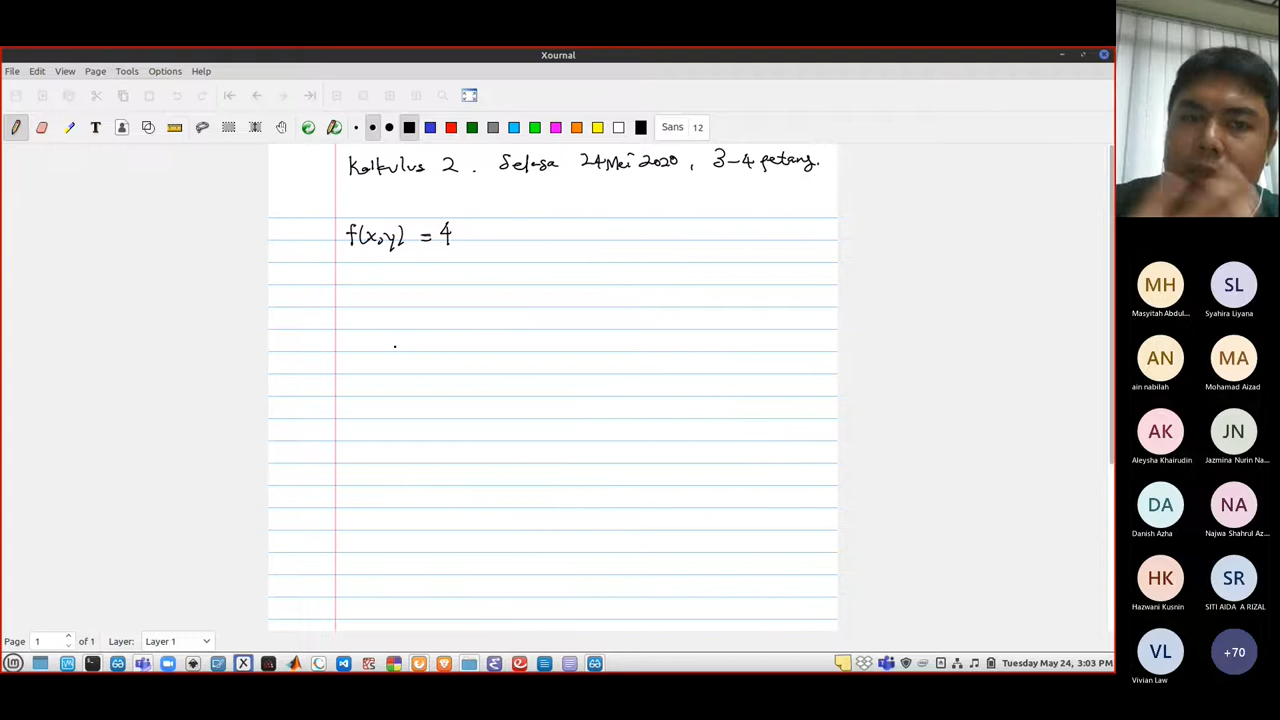 Xournal
File Edit View Page Tools Options Help
Sans 12
Kalkulus 2. Selasa 24 Mei 2020, 3-4 petang.
f(x,y) = 4
Page 1 of 1 Layer: Layer 1
Tuesday May 24, 3:03 PM
MH SL
Masyitah Abdul... Syahira Liyana
AN MA
ain nabilah Mohamad Aizad
AK JN
Aleysha Khairudin Jazmina Nurin Na...
DA NA
Danish Azha Najwa Shahrul Az...
HK SR
Hazwani Kusnin SITI AIDA A RIZAL
VL +70
Vivian Law